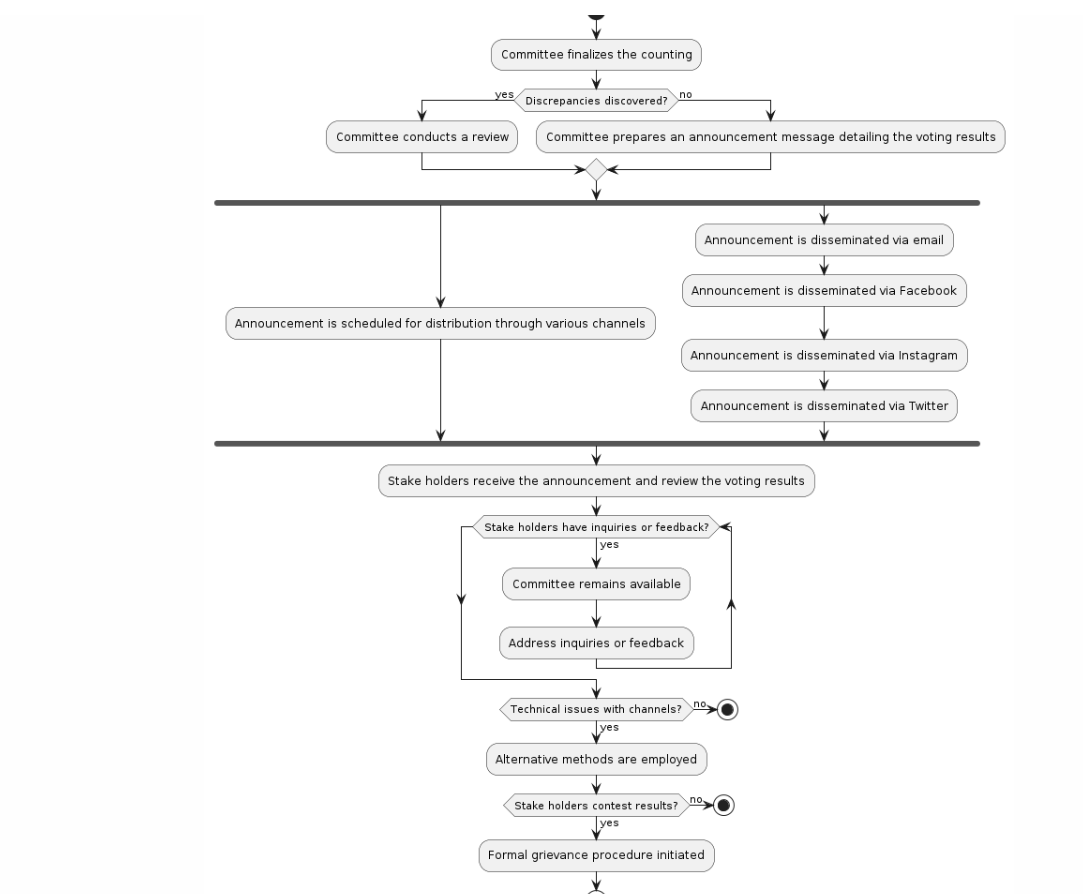 Committee finalizes the counting
yes
Discrepancies discovered?
no
Committee conducts a review
Committee prepares an announcement message detailing the voting results
Announcement is disseminated via email
Announcement is disseminated via Facebook
Announcement is scheduled for distribution through various channels
Announcement is disseminated via Instagram
Announcement is disseminated via Twitter
Stake holders receive the announcement and review the voting results
Stake holders have inquiries or feedback?
yes
Committee remains available
Address inquiries or feedback
Technical issues with channels?
no
yes
Alternative methods are employed
Stake holders contest results?
no
yes
Formal grievance procedure initiated